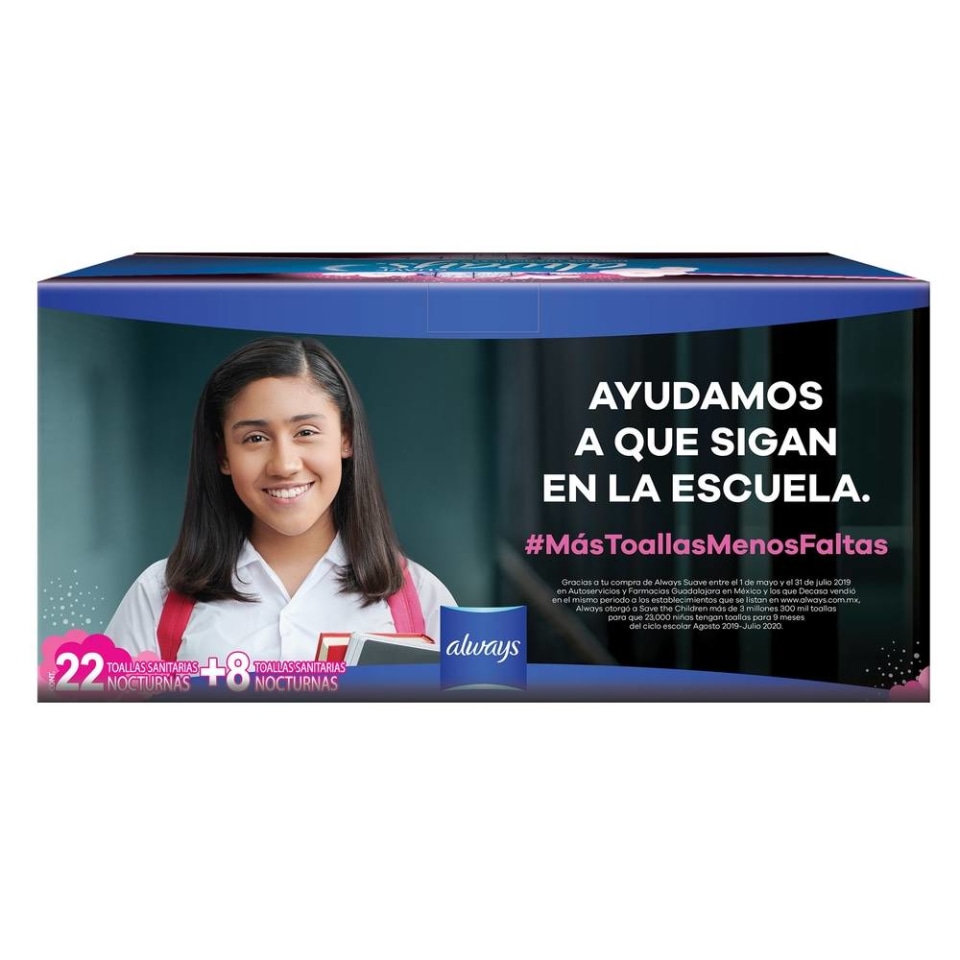 always
SUAVE
AYUDAMOS
A QUE SIGAN
EN LA ESCUELA.
#MásToallasMenosFaltas
Gracias a tu compra de Always Suave entre el 1 de mayo y el 31 de julio 2019
en Autoservicios y Farmacias Guadalajara en México y los que Decasa vendió
en el mismo periodo a los establecimientos que se listan en www.always.com.mx,
Always otorgó a Save the Children más de 3 millones 300 mil toallas
para que 23,000 niñas tengan toallas para 9 meses
del ciclo escolar Agosto 2019-Julio 2020.
always
CONT. 22 TOALLAS SANITARIAS NOCTURNAS + 8 TOALLAS SANITARIAS NOCTURNAS